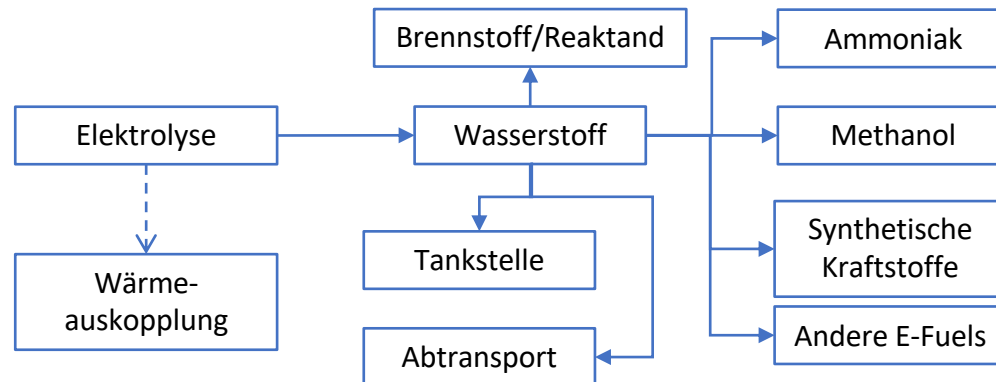 Brennstoff/Reaktand
Ammoniak
Elektrolyse
Wasserstoff
Methanol
Tankstelle
Synthetische
Kraftstoffe
Wärme-
auskopplung
Abtransport
Andere E-Fuels